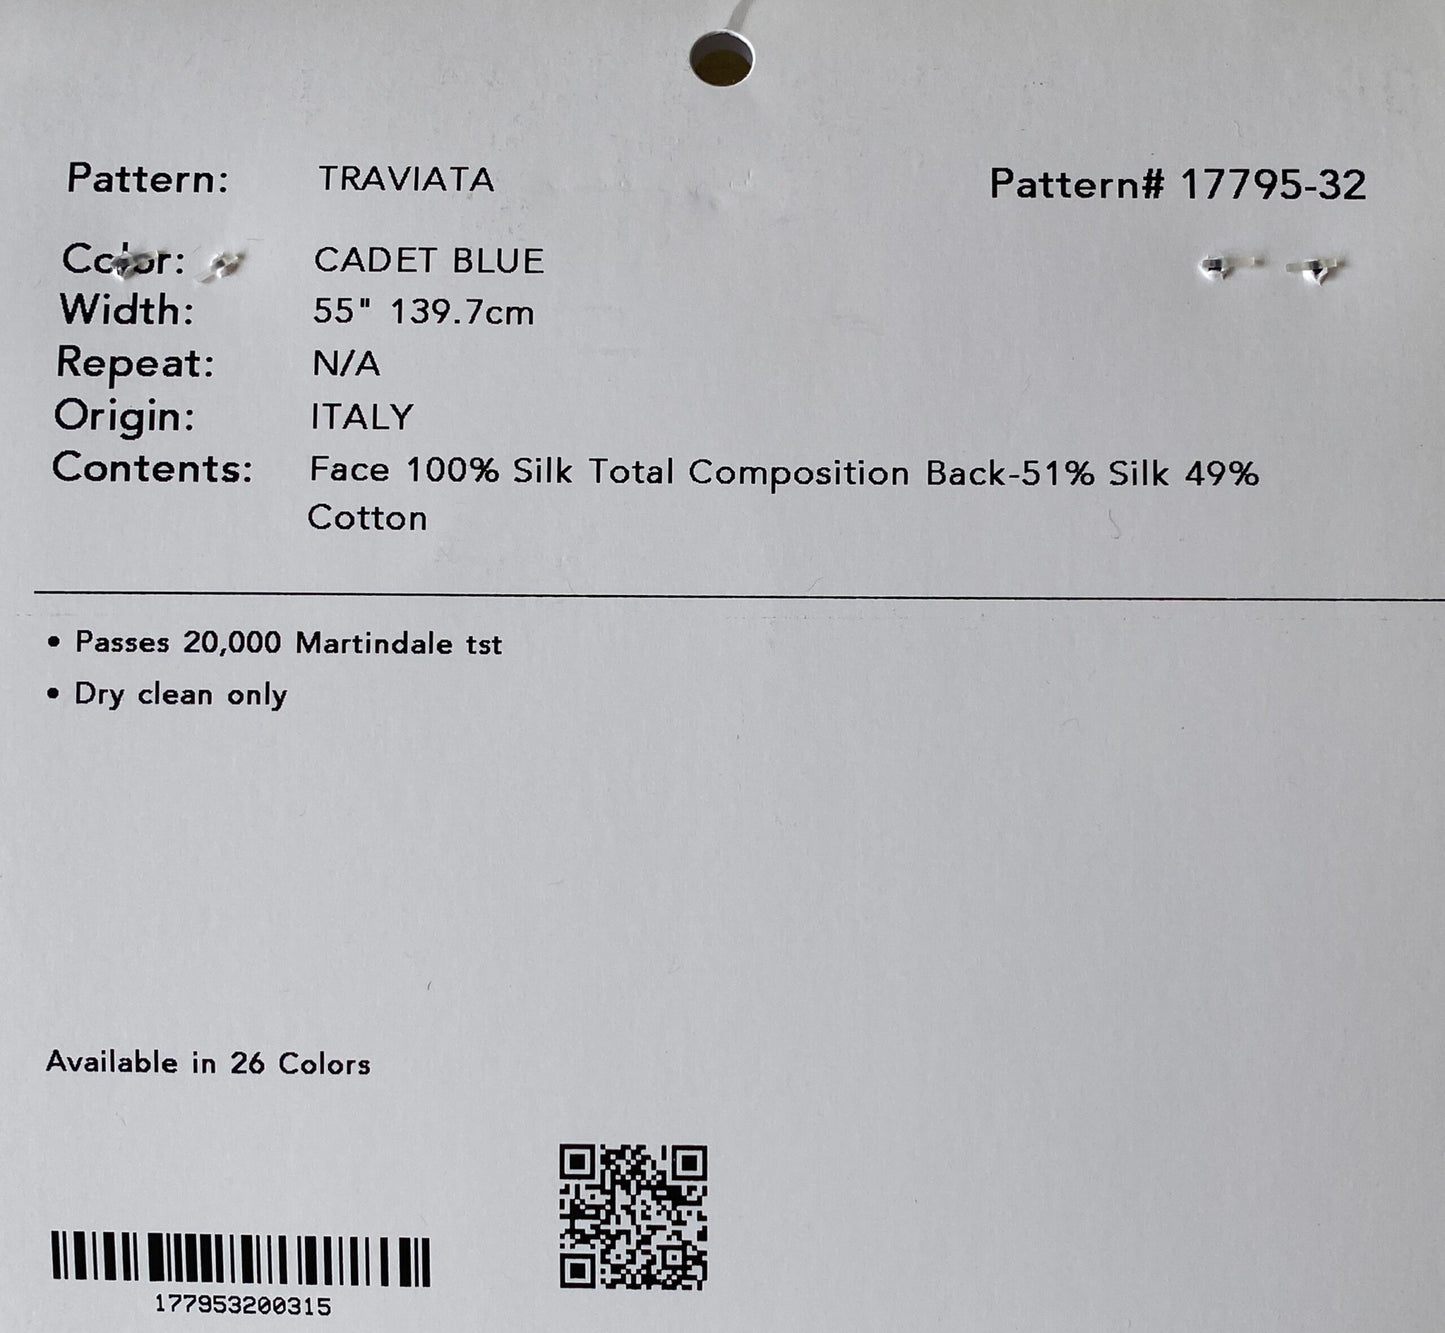 Pattern: TRAVIATA Pattern# 17795-32
Color: CADET BLUE
Width: 55" 139.7cm
Repeat: N/A
Origin: ITALY
Contents: Face 100% Silk Total Composition Back-51% Silk 49%
Cotton
• Passes 20,000 Martindale tst
• Dry clean only
Available in 26 Colors
177953200315